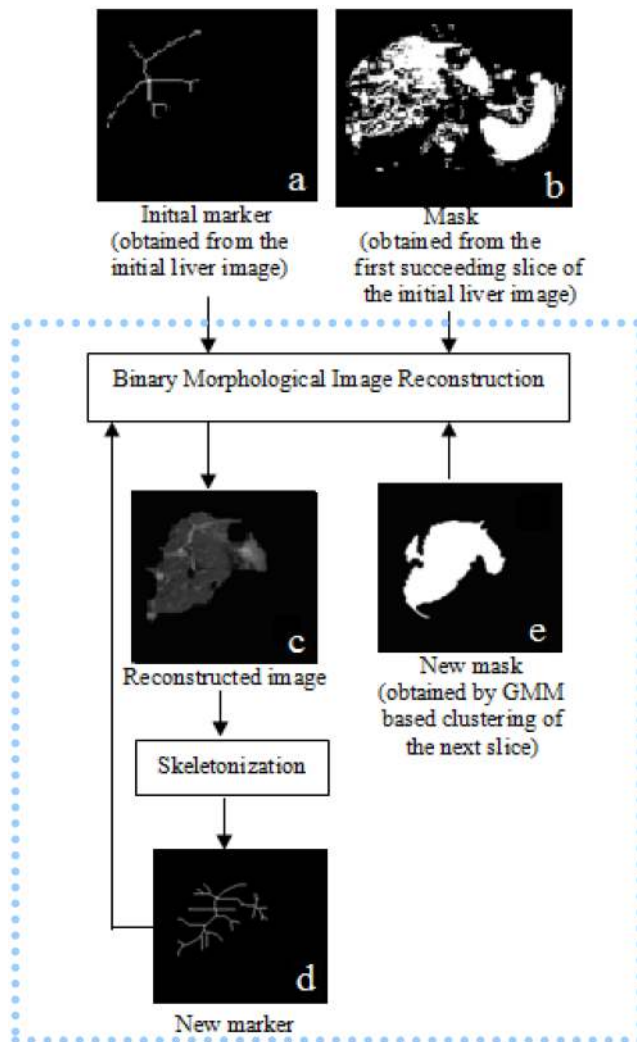 a
Initial marker
(obtained from the
initial liver image)
b
Mask
(obtained from the
first succeeding slice of
the initial liver image)
Binary Morphological Image Reconstruction
c
Reconstructed image
e
New mask
(obtained by GMM
based clustering of
the next slice)
Skeletonization
d
New marker